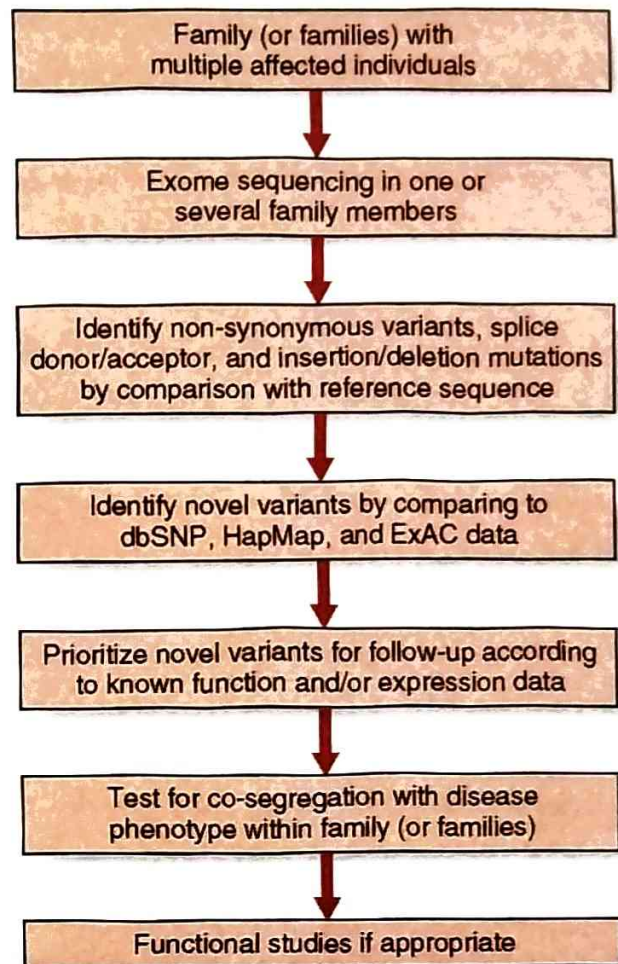 Family (or families) with
multiple affected individuals
Exome sequencing in one or
several family members
Identify non-synonymous variants, splice
donor/acceptor, and insertion/deletion mutations
by comparison with reference sequence
Identify novel variants by comparing to
dbSNP, HapMap, and ExAC data
Prioritize novel variants for follow-up according
to known function and/or expression data
Test for co-segregation with disease
phenotype within family (or families)
Functional studies if appropriate